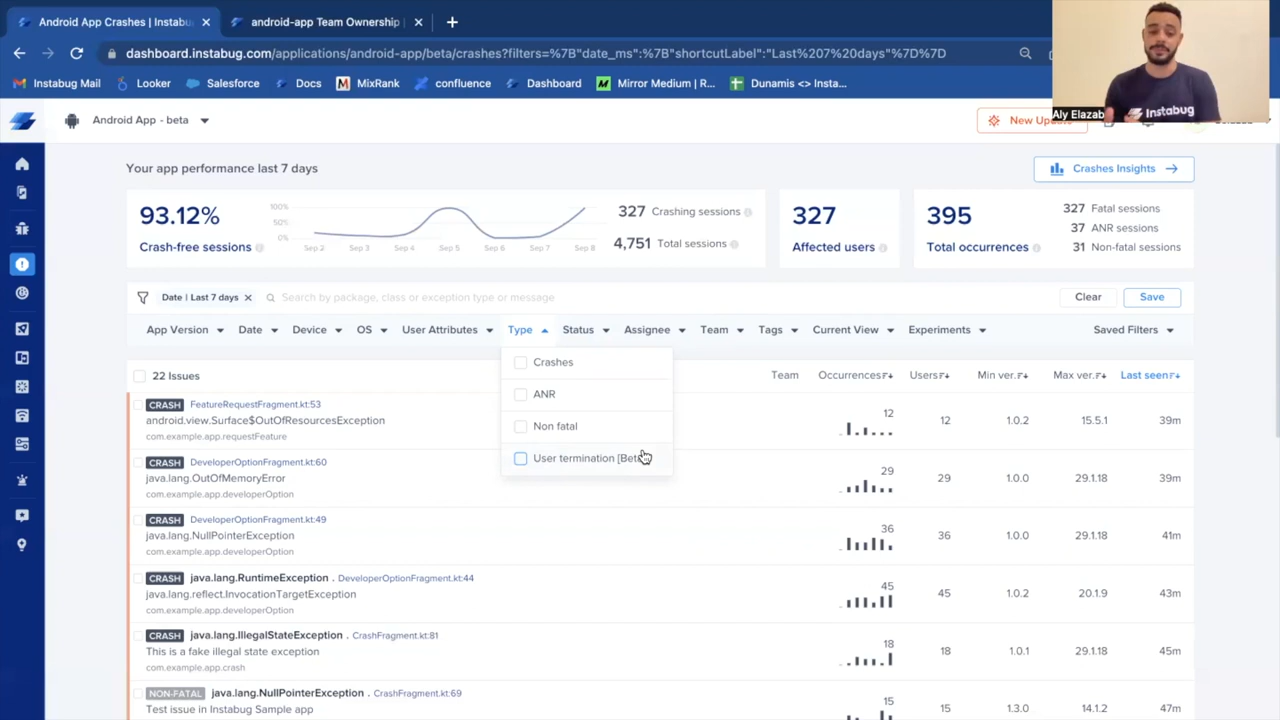 Android App Crashes | Instabu
android-app Team Ownership
dashboard.instabug.com/applications/android-app/beta/crashes?filters=%7B"date_ms":%7B"shortcutLabel":"Last%207%20days"%7D%7D
Instabug Mail
Looker
Salesforce
Docs
MixRank
confluence
Dashboard
Mirror Medium | R...
Dunamis <> Insta...
Instabug
Aly Elazab
Android App - beta
Your app performance last 7 days
Crashes Insights
93.12%
Crash-free sessions
100%
50%
0%
Sep 2 Sep 3 Sep 4 Sep 5 Sep 6 Sep 7 Sep 8
327 Crashing sessions
4,751 Total sessions
327
Affected users
395
Total occurrences
327 Fatal sessions
37 ANR sessions
31 Non-fatal sessions
Date | Last 7 days
Search by package, class or exception type or message
Clear
Save
App Version Date Device OS User Attributes Type Status Assignee Team Tags Current View Experiments Saved Filters
Crashes
ANR
Non fatal
22 Issues Team Occurrences Users Min ver. Max ver. Last seen
CRASH FeatureRequestFragment.kt:53
android.view.Surface$OutOfResourcesException
com.example.app.requestFeature
12 12 1.0.2 15.5.1 39m
User termination [Beta
CRASH DeveloperOptionFragment.kt:60
java.lang.OutOfMemoryError
com.example.app.developerOption
29 29 1.0.0 29.1.18 39m
CRASH DeveloperOptionFragment.kt:49
java.lang.NullPointerException
com.example.app.developerOption
36 36 1.0.0 29.1.18 41m
CRASH java.lang.RuntimeException . DeveloperOptionFragment.kt:44
java.lang.reflect.InvocationTargetException
com.example.app.developerOption
45 45 1.0.2 20.1.9 43m
CRASH java.lang.IllegalStateException . CrashFragment.kt:81
This is a fake illegal state exception
com.example.app.crash
18 18 1.0.1 29.1.18 45m
NON-FATAL java.lang.NullPointerException . CrashFragment.kt:69
Test issue in Instabug Sample app
15 15 1.3.0 14.1.2 47m